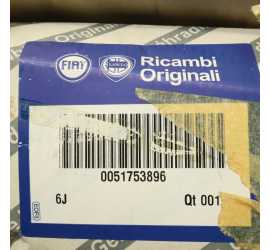 FIAT
LANCIA
Ricambi
Originali
0051753896
6J
Qt 001